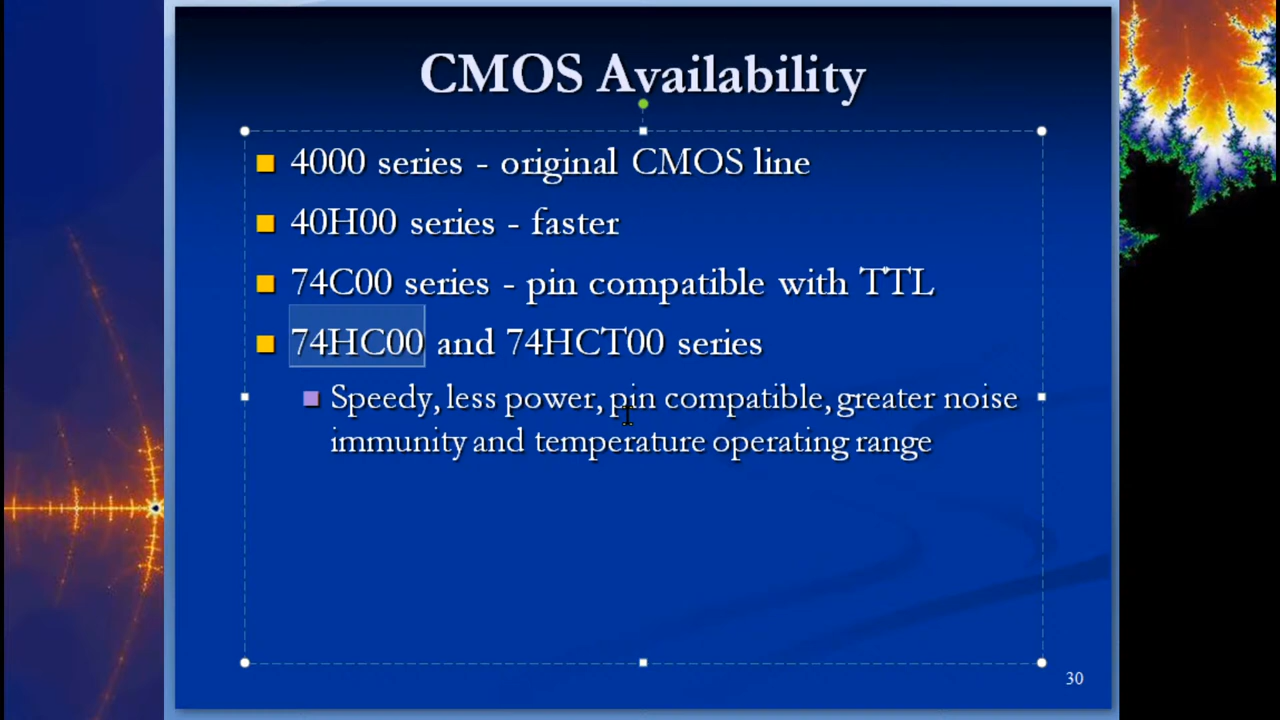 CMOS Availability
4000 series - original CMOS line
40H00 series - faster
74C00 series - pin compatible with TTL
74HC00 and 74HCT00 series
Speedy, less power, pin compatible, greater noise
immunity and temperature operating range
30